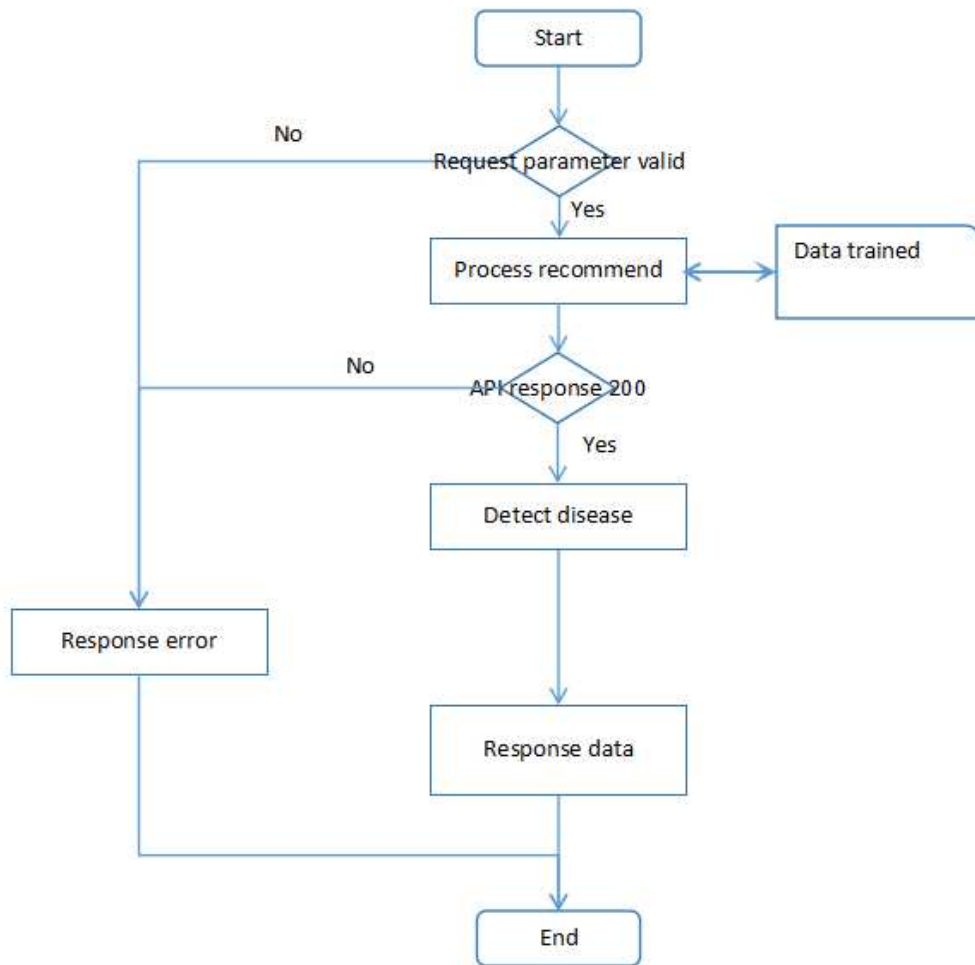 Start
No
Request parameter valid
Yes
Process recommend
Data trained
No
API response 200
Yes
Detect disease
Response error
Response data
End